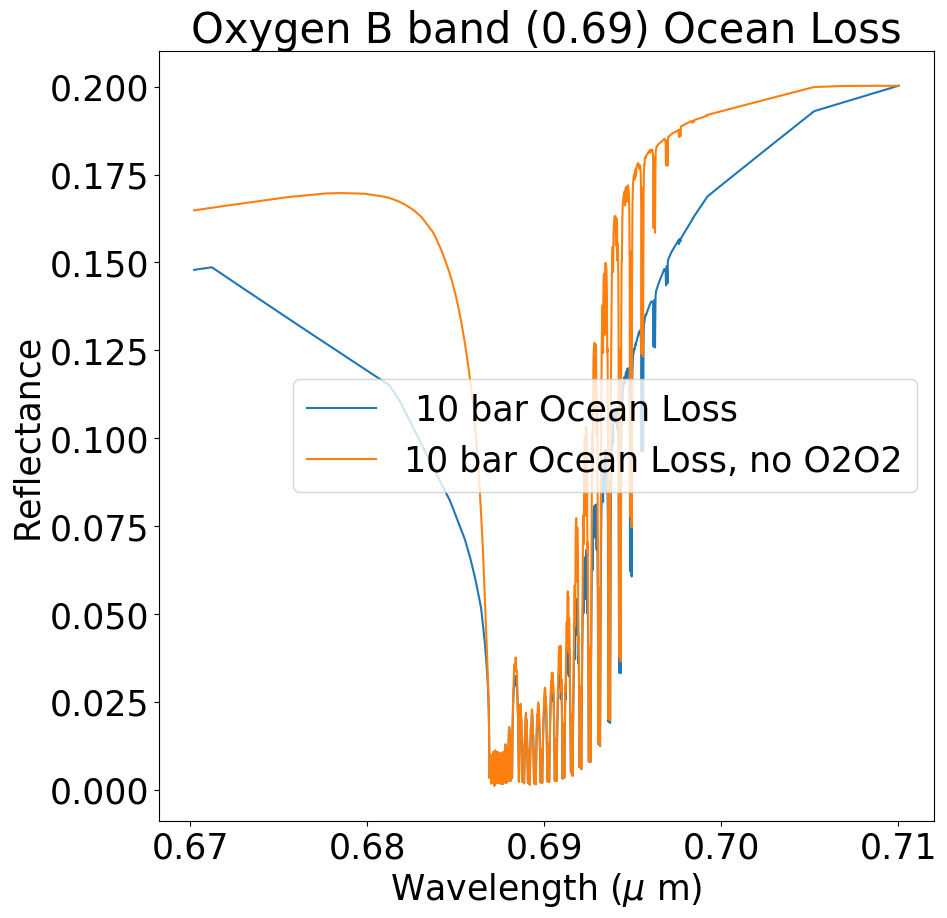 Oxygen B band (0.69) Ocean Loss
0.200
0.175
0.150
0.125
0.100
0.075
0.050
0.025
0.000
Reflectance
10 bar Ocean Loss
10 bar Ocean Loss, no O2O2
0.67 0.68 0.69 0.70 0.71
Wavelength (μ m)